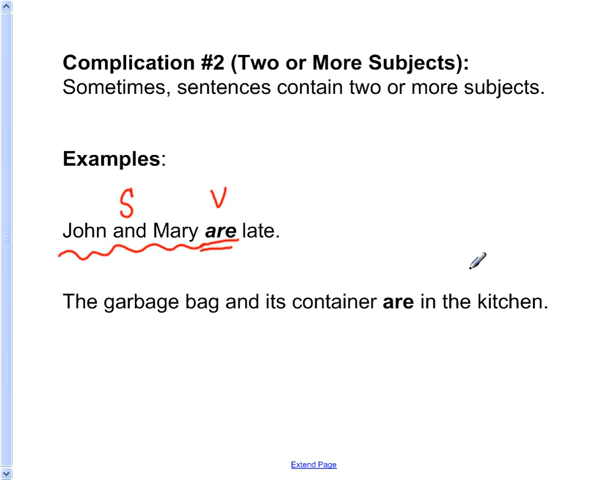 Complication #2 (Two or More Subjects):
Sometimes, sentences contain two or more subjects.
Examples:
S V
John and Mary are late.
The garbage bag and its container are in the kitchen.
Extend Page